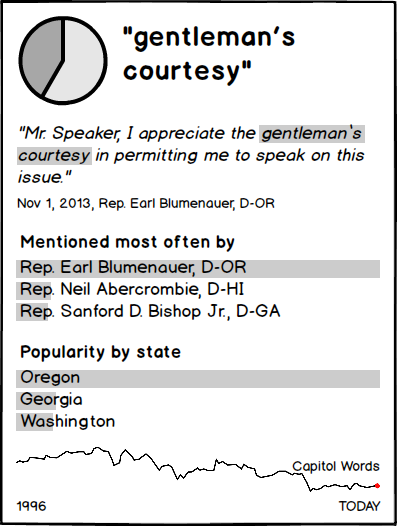 "gentleman's
courtesy"
"Mr. Speaker, I appreciate the gentleman's
courtesy in permitting me to speak on this
issue."
Nov 1, 2013, Rep. Earl Blumenauer, D-OR
Mentioned most often by
Rep. Earl Blumenauer, D-OR
Rep. Neil Abercrombie, D-HI
Rep. Sanford D. Bishop Jr., D-GA
Popularity by state
Oregon
Georgia
Washington
Capitol Words
1996 TODAY